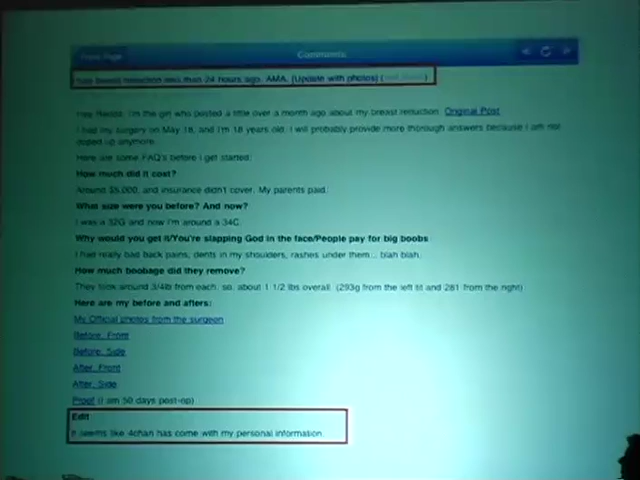 Front Page
Comments
had breast reduction less than 24 hours ago. AMA. (Update with photos) (
Hey Reddit. I'm the girl who posted a little over a month ago about my breast reduction. Original Post
I had my surgery on May 18, and I'm 18 years old. I will probably provide more thorough answers because I am not
doped up anymore.
Here are some FAQ's before I get started:
How much did it cost?
Around $5,000, and insurance didn't cover. My parents paid.
What size were you before? And now?
I was a 32G and now I'm around a 34C.
Why would you get it/You're slapping God in the face/People pay for big boobs
I had really bad back pains, dents in my shoulders, rashes under them... blah blah.
How much boobage did they remove?
They took around 3/4lb from each, so, about 1 1/2 lbs overall. (293g from the left tit and 281 from the right)
Here are my before and afters:
My Official photos from the surgeon
Before, Front
Before, Side
After, Front
After, Side
Proof (I am 50 days post-op)
Edit
It seems like 4chan has come with my personal information.